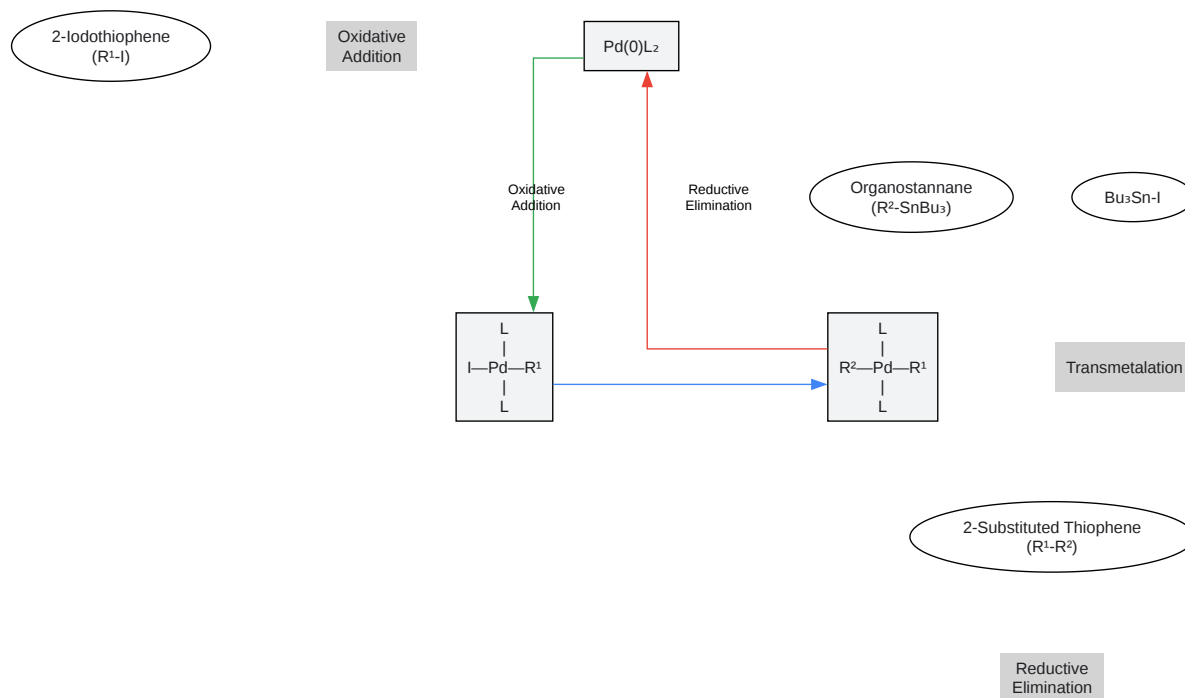 2-Iodothiophene
(R¹-I)
Oxidative
Addition
Pd(0)L₂
Oxidative
Addition
Reductive
Elimination
Organostannane
(R²-SnBu₃)
Bu₃Sn-I
L
|
I—Pd—R¹
|
L
L
|
R²—Pd—R¹
|
L
Transmetalation
2-Substituted Thiophene
(R¹-R²)
Reductive
Elimination